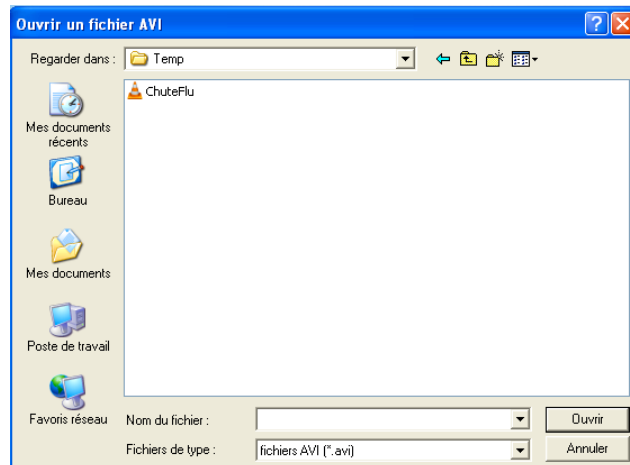 Ouvrir un fichier AVI
Regarder dans :
Temp
ChuteFlu
Mes documents
récents
Bureau
Mes documents
Poste de travail
Favoris réseau
Nom du fichier :
Ouvrir
Fichiers de type :
fichiers AVI (*.avi)
Annuler